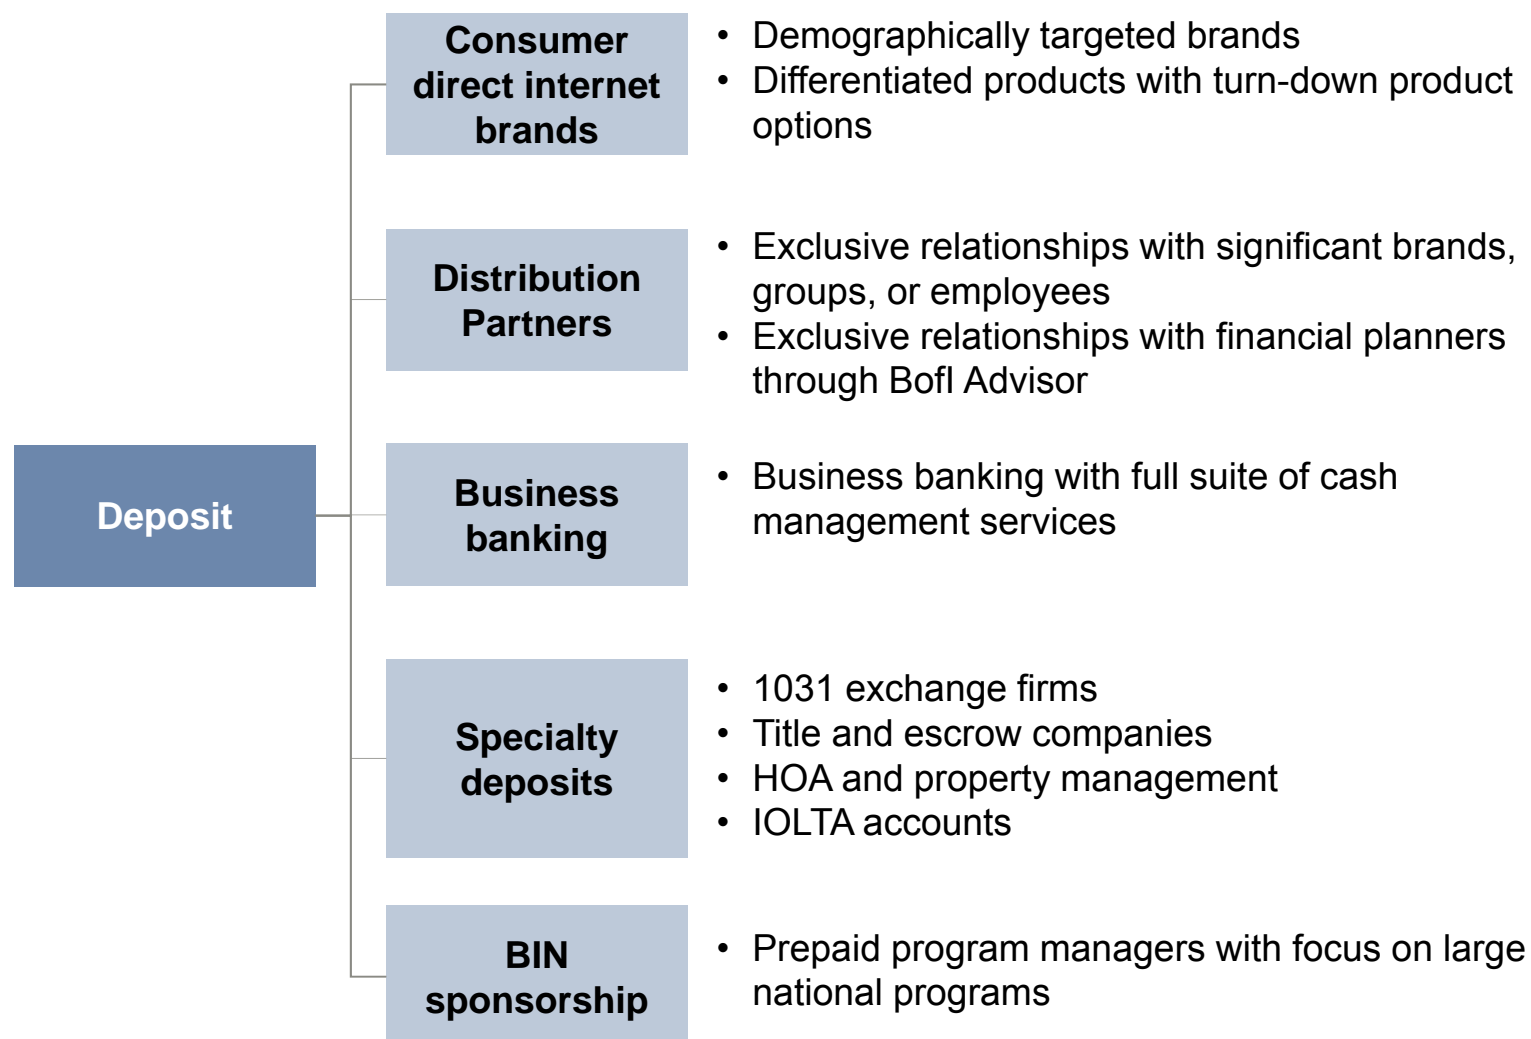 Deposit
Consumer
direct internet
brands
• Demographically targeted brands
• Differentiated products with turn-down product
options
Distribution
Partners
• Exclusive relationships with significant brands,
groups, or employees
• Exclusive relationships with financial planners
through BofI Advisor
Business
banking
• Business banking with full suite of cash
management services
Specialty
deposits
• 1031 exchange firms
• Title and escrow companies
• HOA and property management
• IOLTA accounts
BIN
sponsorship
• Prepaid program managers with focus on large
national programs